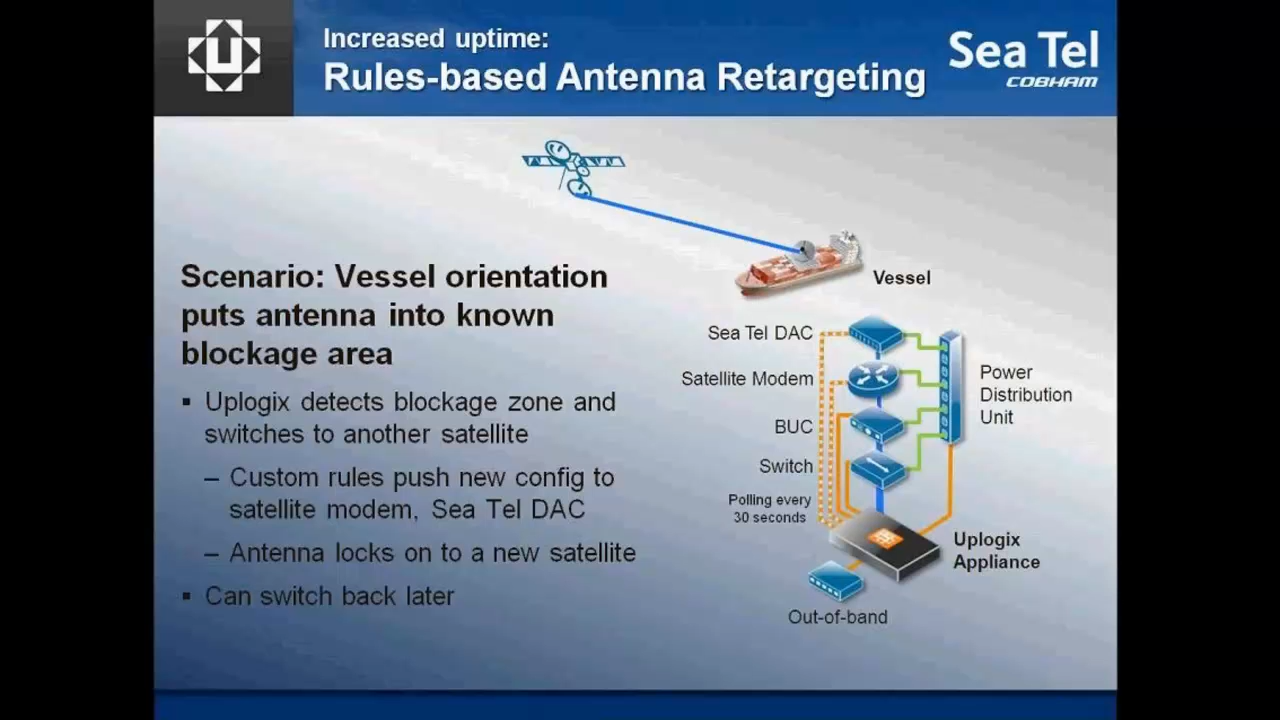 Increased uptime:
Rules-based Antenna Retargeting
Sea Tel
COBHAM
Scenario: Vessel orientation
puts antenna into known
blockage area
▪ Uplogix detects blockage zone and
switches to another satellite
– Custom rules push new config to
satellite modem, Sea Tel DAC
– Antenna locks on to a new satellite
▪ Can switch back later
Vessel
Sea Tel DAC
Satellite Modem
BUC
Switch
Polling every
30 seconds
Power
Distribution
Unit
Uplogix
Appliance
Out-of-band